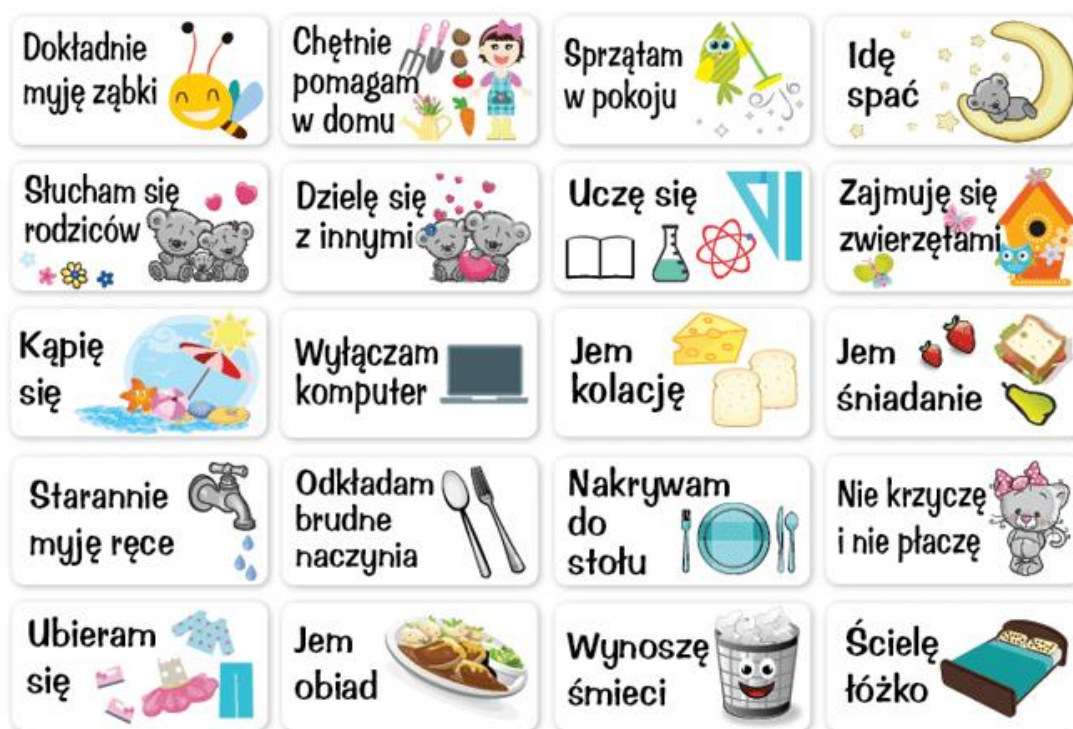 Dokładnie
myję ząbki
Chętnie
pomagam
w domu
Sprzątam
w pokoju
Idę
spać
Słucham się
rodziców
Dzielę się
z innymi
Uczę się
Zajmuję się
zwierzętami
Kąpię
się
Wyłączam
komputer
Jem
kolację
Jem
śniadanie
Starannie
myję ręce
Odkładam
brudne
naczynia
Nakrywam
do
stołu
Nie krzyczę
i nie płaczę
Ubieram
się
Jem
obiad
Wynoszę
śmieci
Ścielę
łóżko